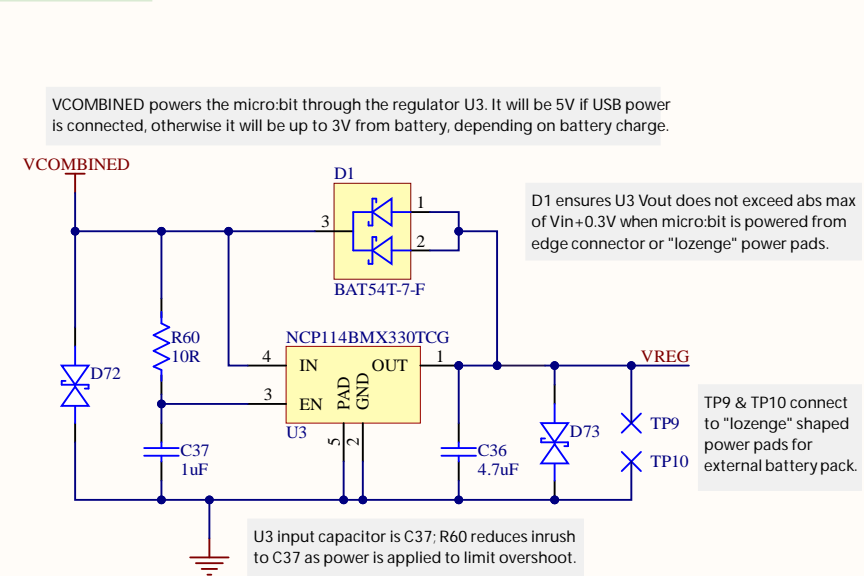 VCOMBINED powers the micro:bit through the regulator U3. It will be 5V if USB power
is connected, otherwise it will be up to 3V from battery, depending on battery charge.
VCOMBINED
D1
1
3
2
BAT54T-7-F
D1 ensures U3 Vout does not exceed abs max
of Vin+0.3V when micro:bit is powered from
edge connector or "lozenge" power pads.
R60
10R
NCP114BMX330TCG
4
IN
OUT
1
VREG
D72
3
EN
PAD
GND
U3
5
2
C37
1uF
C36
4.7uF
D73
TP9
TP10
TP9 & TP10 connect
to "lozenge" shaped
power pads for
external battery pack.
U3 input capacitor is C37; R60 reduces inrush
to C37 as power is applied to limit overshoot.